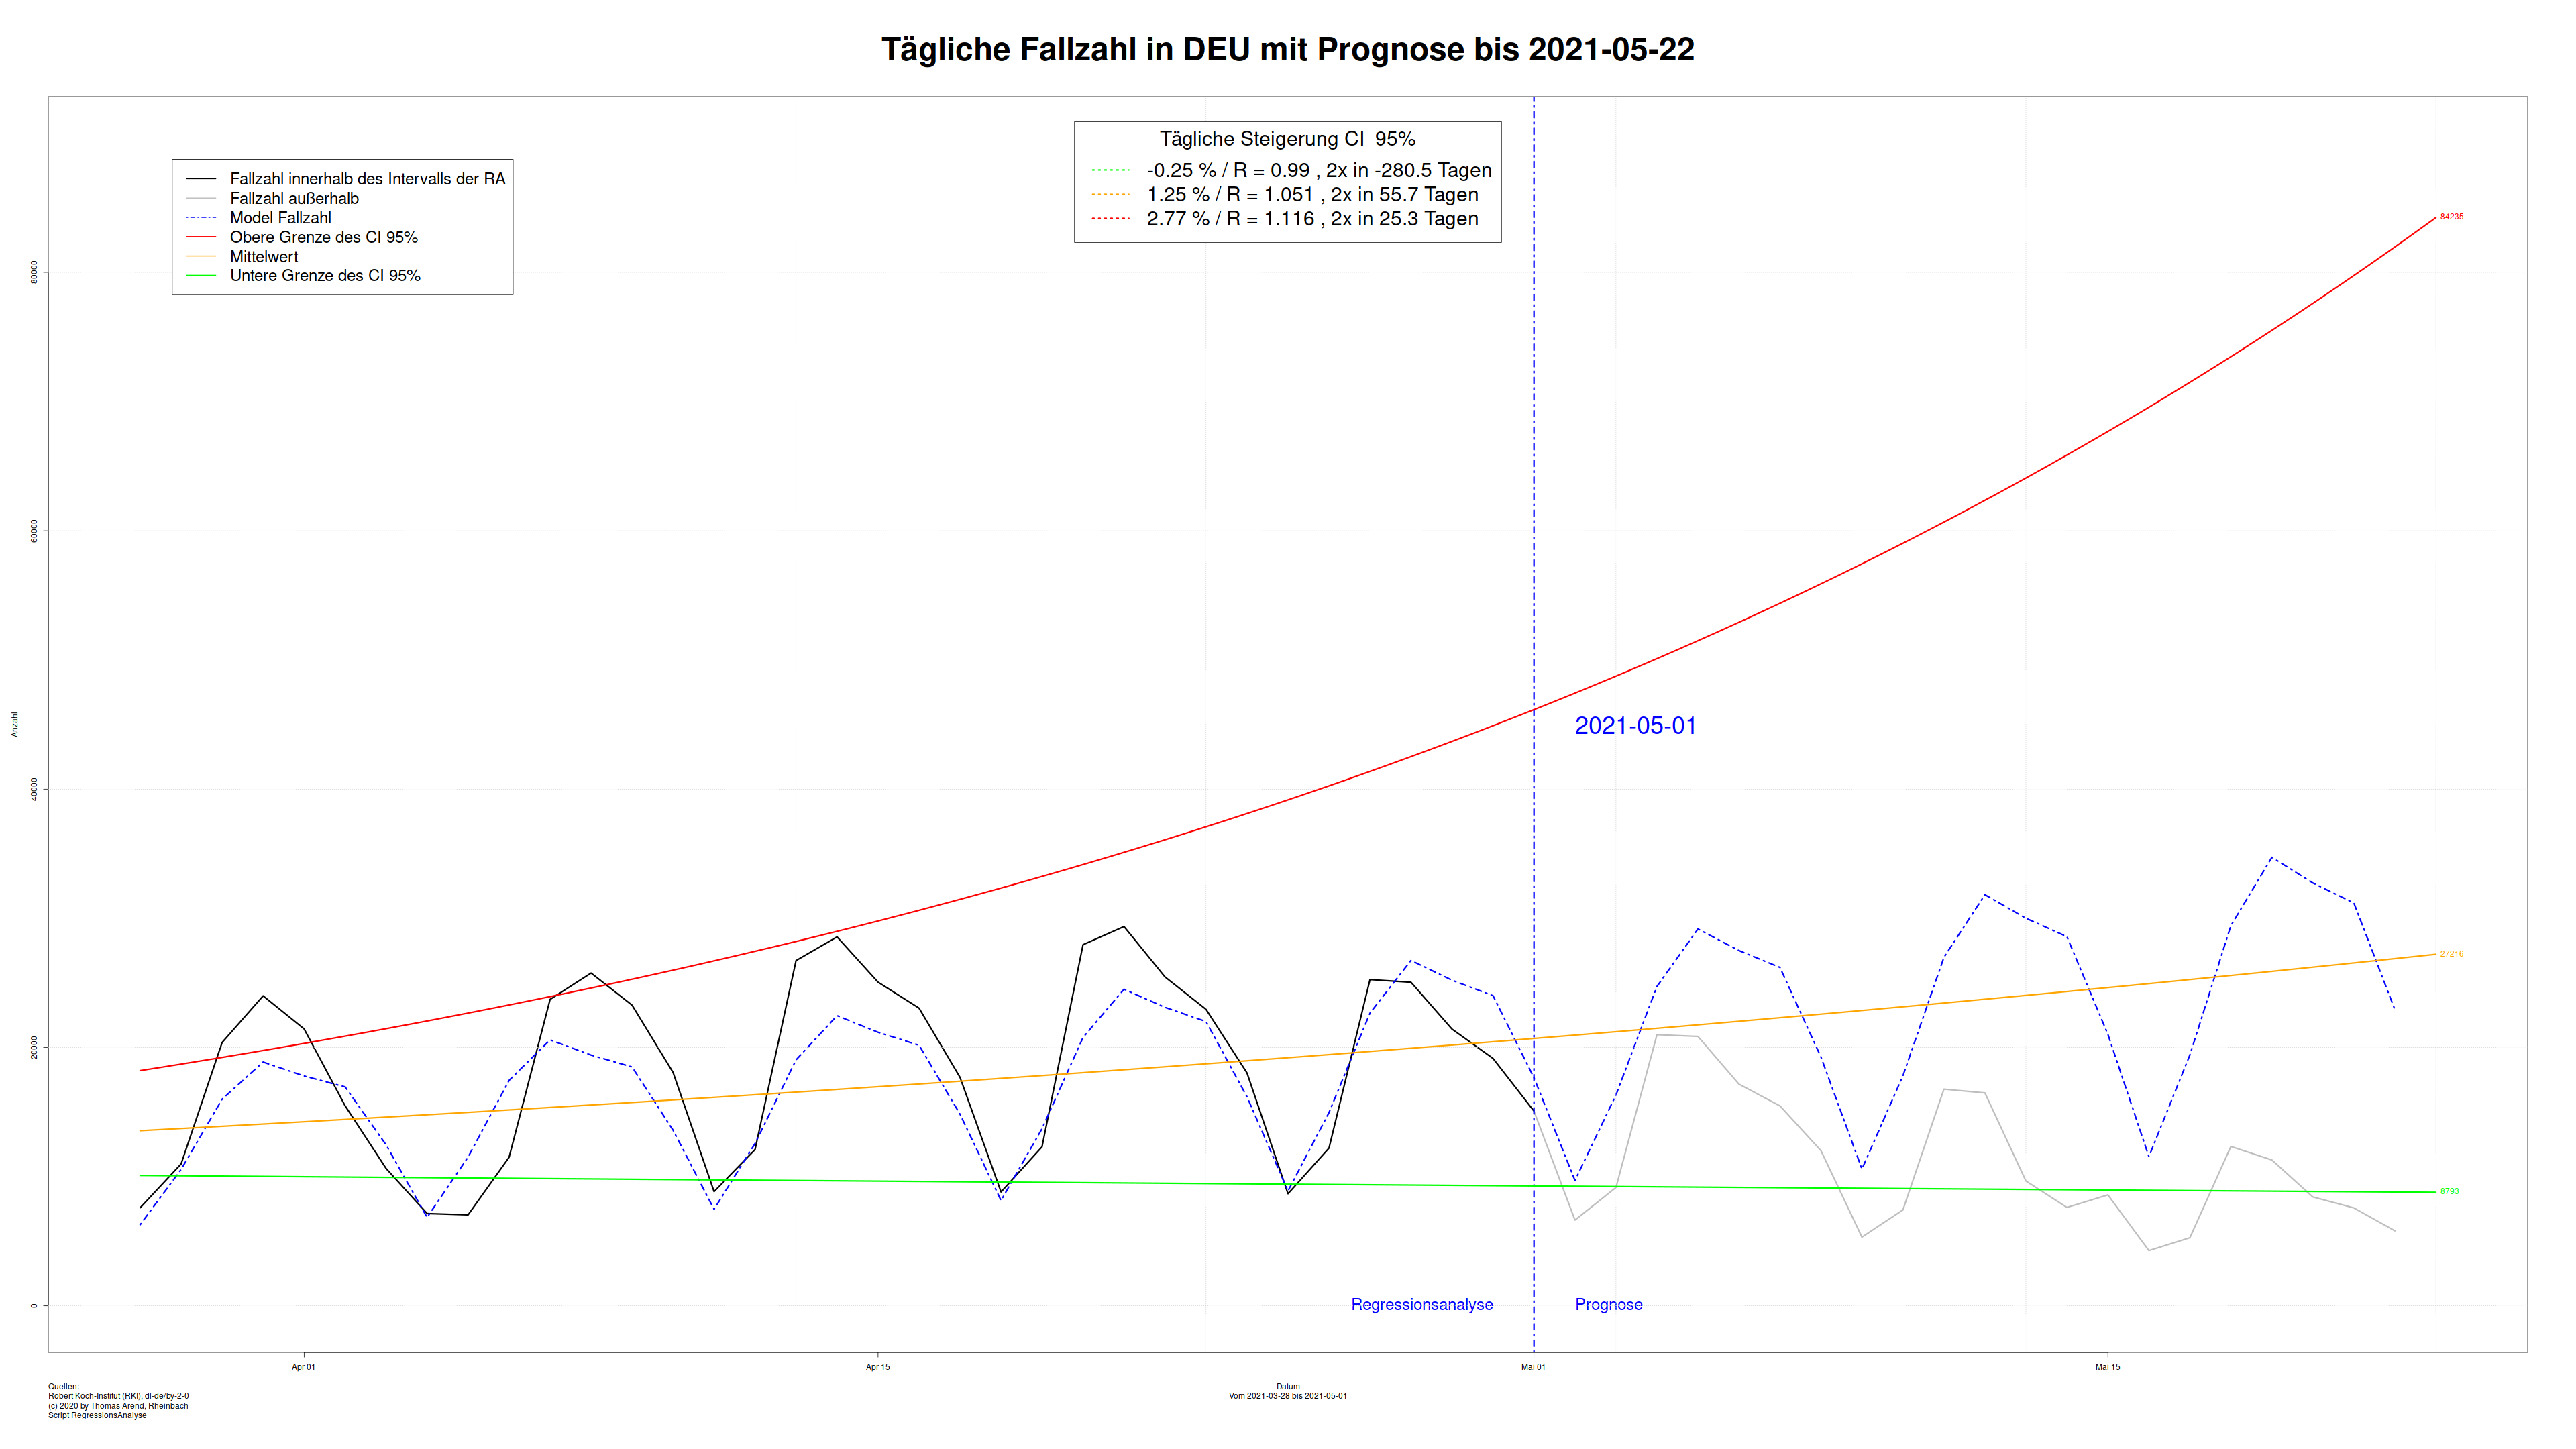 Tägliche Fallzahl in DEU mit Prognose bis 2021-05-22
Tägliche Steigerung CI  95%
-0.25 % / R = 0.99 , 2x in -280.5 Tagen
1.25 % / R = 1.051 , 2x in 55.7 Tagen
2.77 % / R = 1.116 , 2x in 25.3 Tagen
Fallzahl innerhalb des Intervalls der RA
Fallzahl außerhalb
Model Fallzahl
Obere Grenze des CI 95%
Mittelwert
Untere Grenze des CI 95%
84235
80000
60000
2021-05-01
Anzahl
40000
27216
20000
8793
0
Regressionsanalyse
Prognose
Apr 01
Apr 15
Mai 01
Mai 15
Datum
Vom 2021-03-28 bis 2021-05-01
Quellen:
Robert Koch-Institut (RKI), dl-de/by-2-0
(c) 2020 by Thomas Arend, Rheinbach
Script RegressionsAnalyse